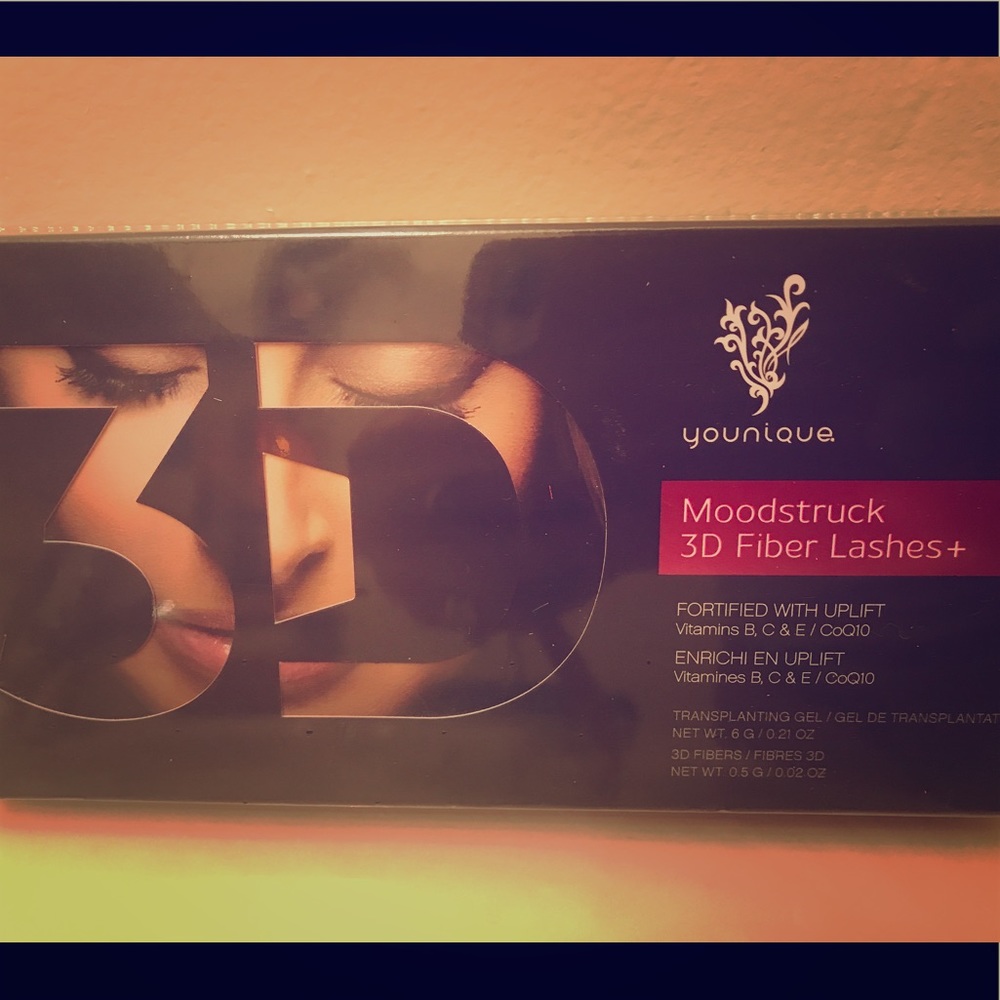 3D
younique
Moodstruck
3D Fiber Lashes+
FORTIFIED WITH UPLIFT
Vitamins B, C & E / CoQ10
ENRICHI EN UPLIFT
Vitamines B, C & E / CoQ10
TRANSPLANTING GEL / GEL DE TRANSPLANTAT
NET WT. 6 G / 0.21 OZ
3D FIBERS / FIBRES 3D
NET WT 0.5 G / 0.02 OZ